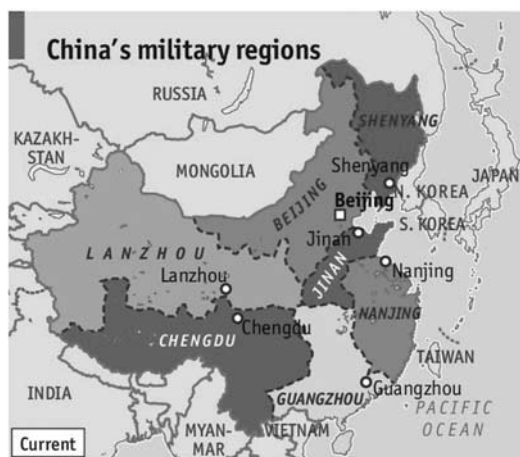 China's military regions
RUSSIA
KAZAKH-
STAN
MONGOLIA
SHENYANG
Shenyang
JAPAN
N. KOREA
Beijing
BEIJING
S. KOREA
Jinan
JINAN
LANZHOU
Lanzhou
Nanjing
NANJING
Chengdu
CHENGDU
TAIWAN
INDIA
GUANGZHOU
Guangzhou
MYAN-
MAR
VIETNAM
PACIFIC
OCEAN
Current